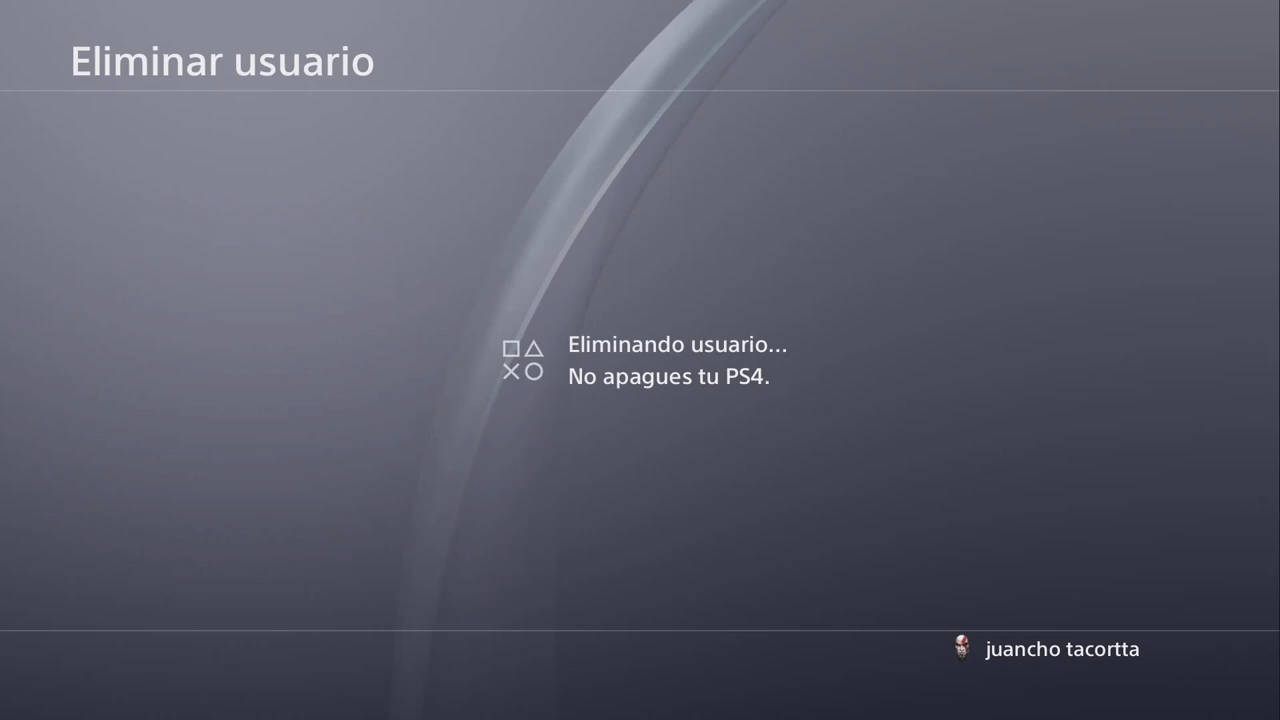 Eliminar usuario
Eliminando usuario...
No apagues tu PS4.
juancho tacortta